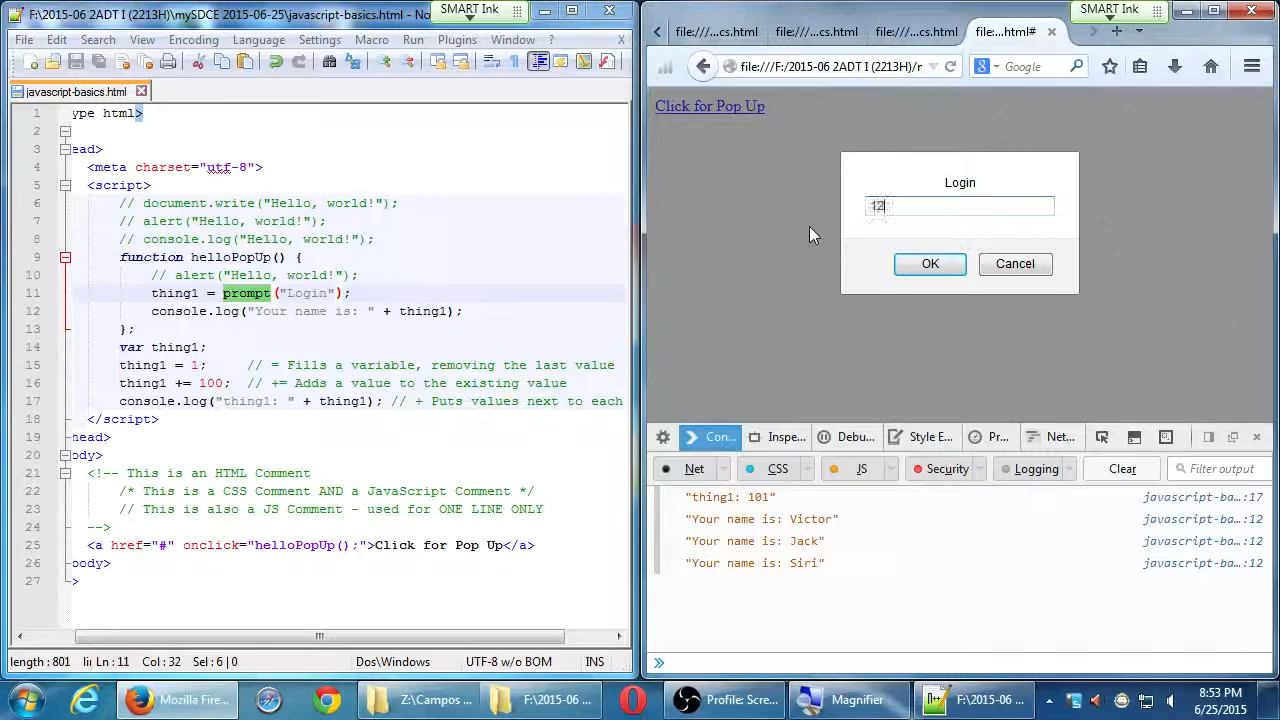 F:\2015-06 2ADT I (2213H)\mySDCE 2015-06-25\javascript-basics.html - No
SMART Ink
File Edit Search View Encoding Language Settings Macro Run Plugins Window ? X
javascript-basics.html
1 ype html>
2
3 ead>
4 <meta charset="utf-8">
5 <script>
6 // document.write("Hello, world!");
7 // alert("Hello, world!");
8 // console.log("Hello, world!");
9 function helloPopUp() {
10 // alert("Hello, world!");
11 thing1 = prompt("Login");
12 console.log("Your name is: " + thing1);
13 };
14 var thing1;
15 thing1 = 1; // = Fills a variable, removing the last value
16 thing1 += 100; // += Adds a value to the existing value
17 console.log("thing1: " + thing1); // + Puts values next to each
18 </script>
19 head>
20 ody>
21 <!-- This is an HTML Comment
22 /* This is a CSS Comment AND a JavaScript Comment */
23 // This is also a JS Comment - used for ONE LINE ONLY
24 -->
25 <a href="#" onclick="helloPopUp();">Click for Pop Up</a>
26 ody>
27 >
length : 801 li Ln : 11 Col : 32 Sel : 6 | 0 Dos\Windows UTF-8 w/o BOM INS
SMART Ink
file:///...cs.html file:///...cs.html file:///...cs.html file...html#
file:///F:/2015-06 2ADT I (2213H)/r Google
Click for Pop Up
Login
12
OK Cancel
Con... Inspe... Debu... Style E... Pr... Net...
Net CSS JS Security Logging Clear Filter output
"thing1: 101" javascript-ba...:17
"Your name is: Victor" javascript-ba...:12
"Your name is: Jack" javascript-ba...:12
"Your name is: Siri" javascript-ba...:12
Mozilla Fire... Z:\Campos ... F:\2015-06 ... Profile: Scre... Magnifier F:\2015-06 ... 8:53 PM
6/25/2015